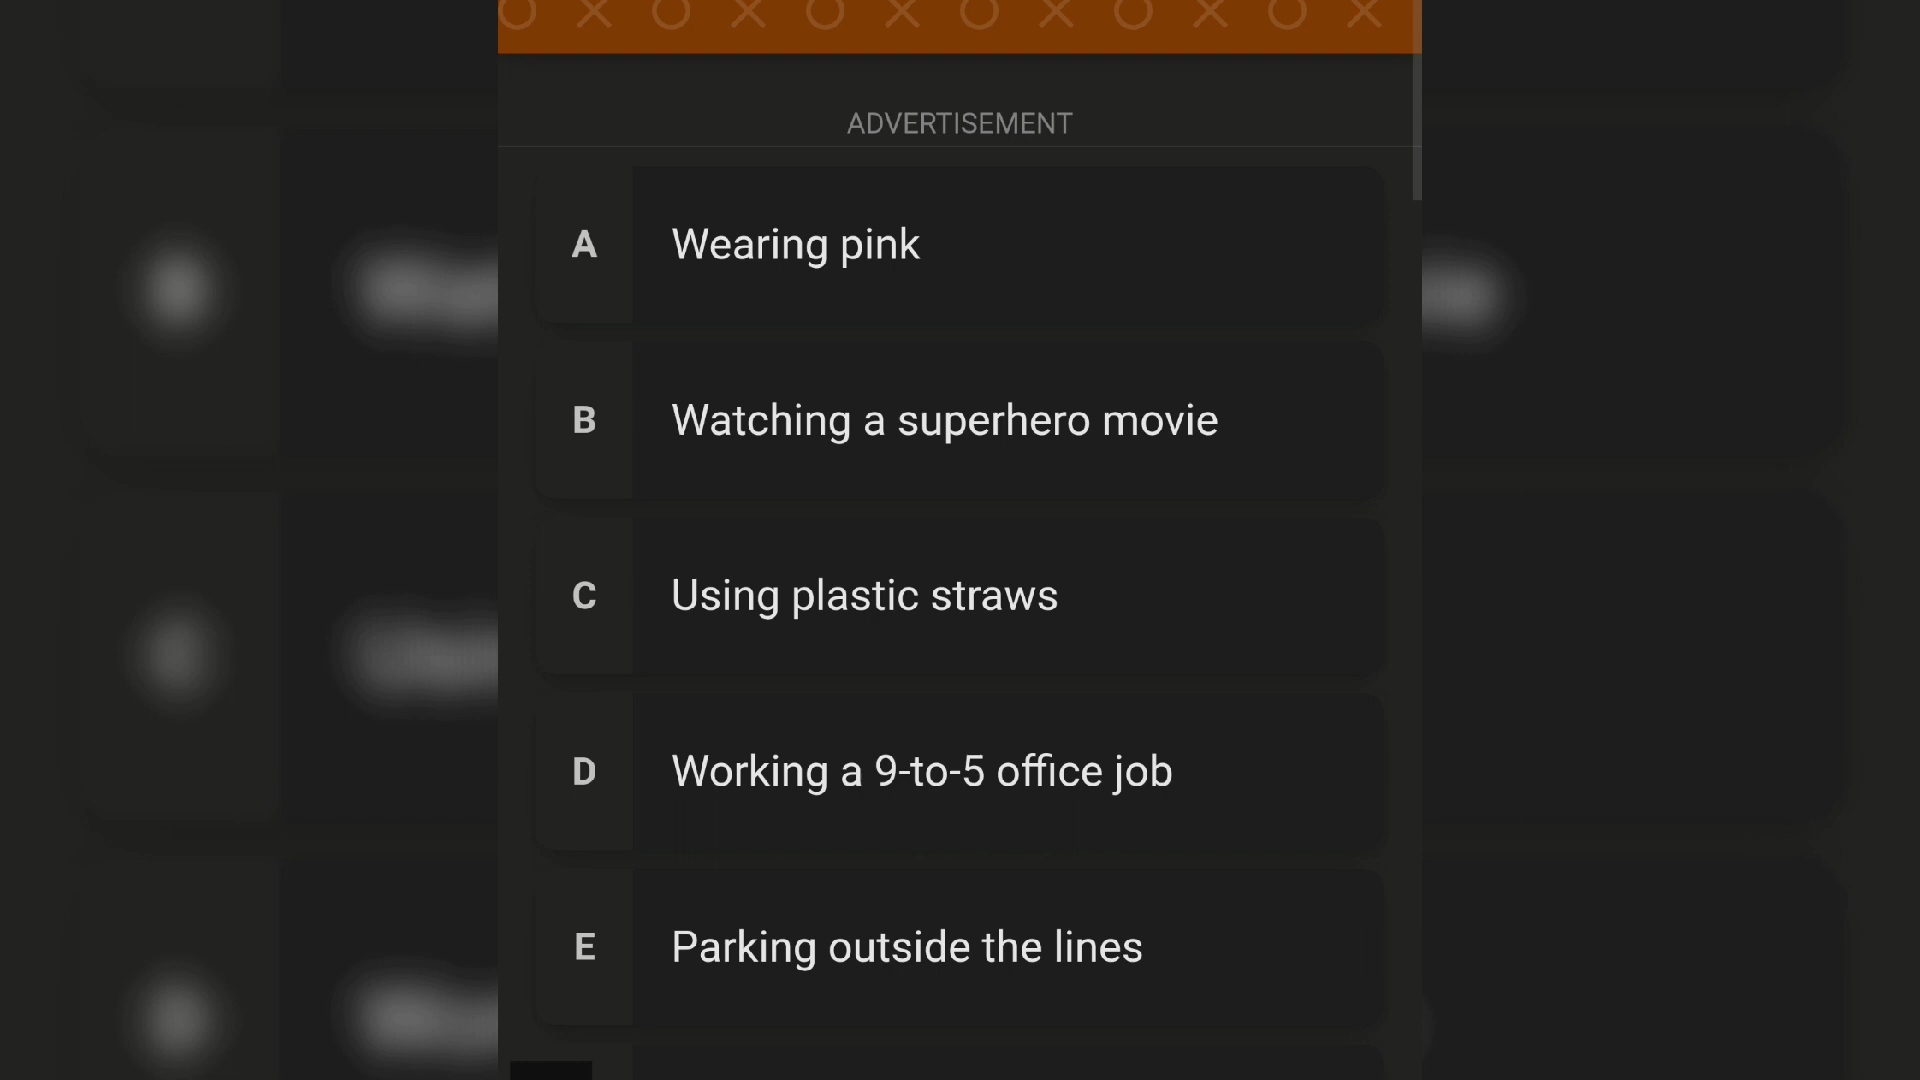 ADVERTISEMENT
A Wearing pink
B Watching a superhero movie
C Using plastic straws
D Working a 9-to-5 office job
E Parking outside the lines